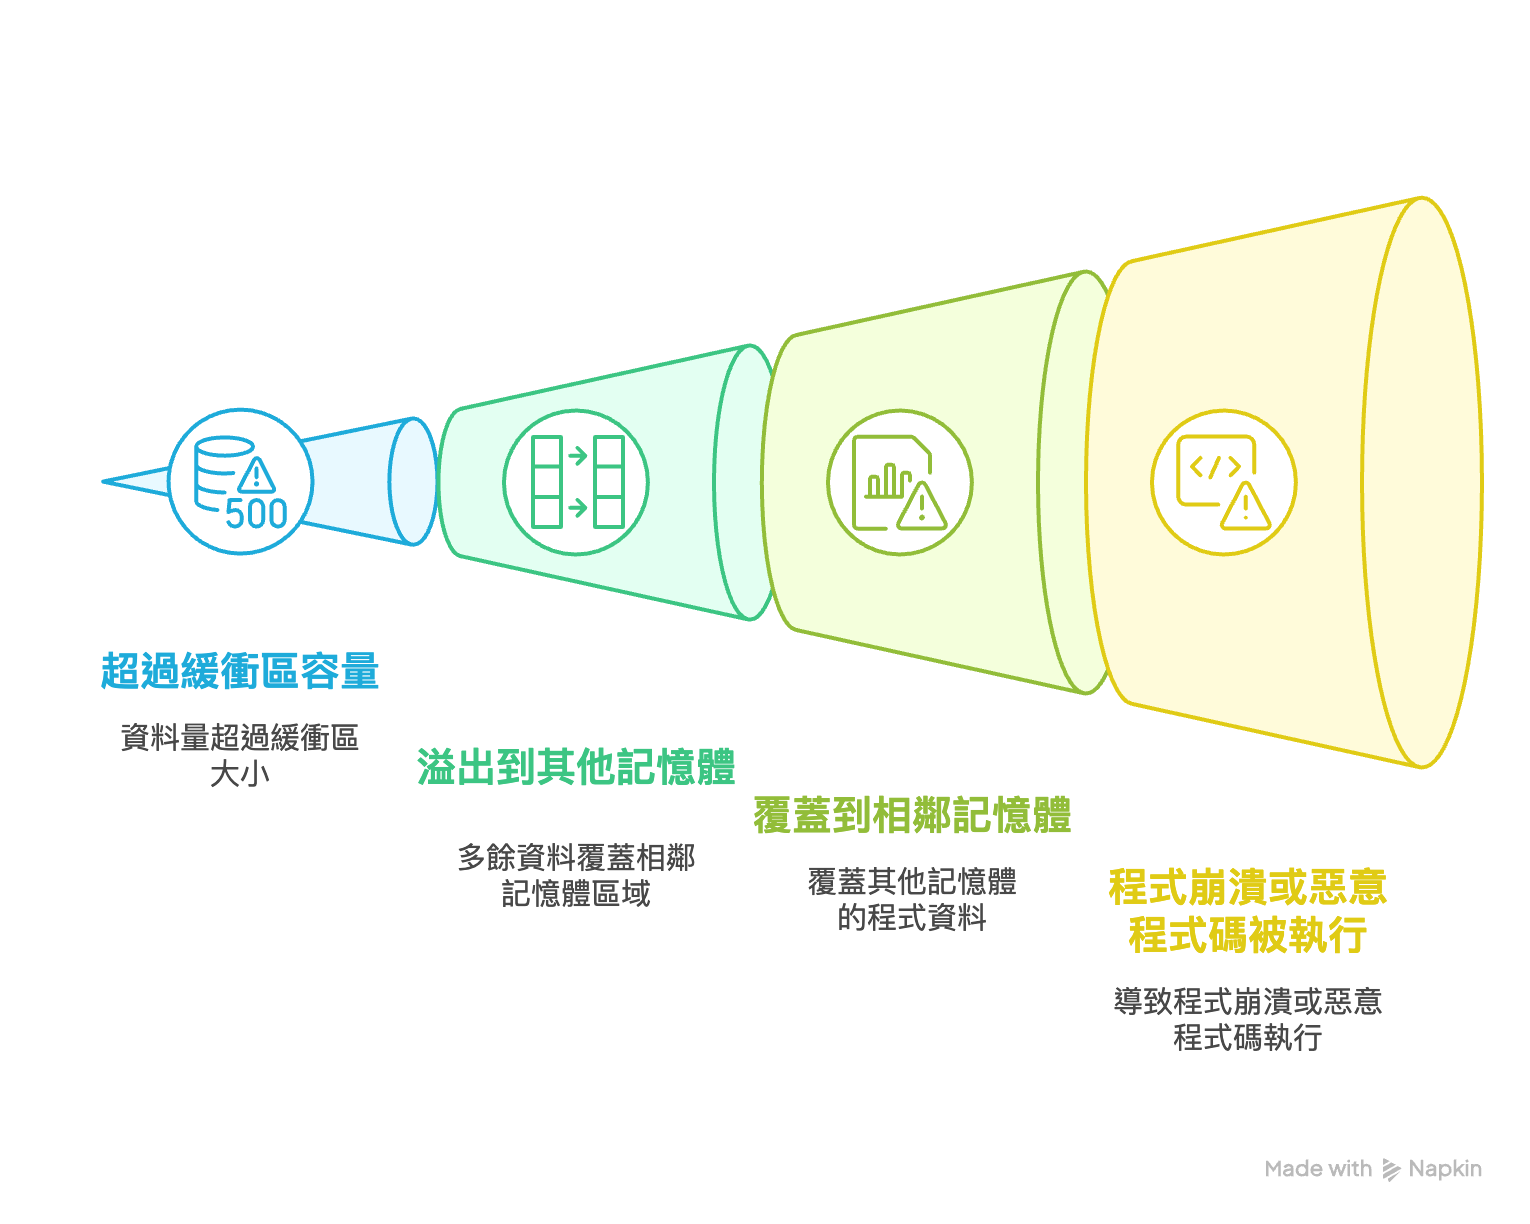 500
超過緩衝區容量
資料量超過緩衝區
大小
溢出到其他記憶體
多餘資料覆蓋相鄰
記憶體區域
覆蓋到相鄰記憶體
覆蓋其他記憶體
的程式資料
程式崩潰或惡意
程式碼被執行
導致程式崩潰或惡意
程式碼執行
Made with Napkin